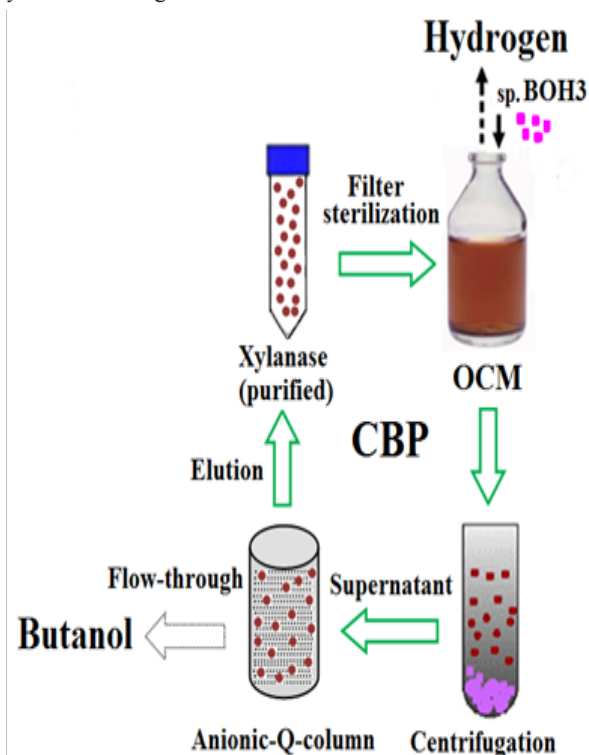 Hydrogen
sp. BOH3
Filter
sterilization
Xylanase
(purified)
OCM
CBP
Elution
Flow-through
Supernatant
Butanol
Anionic-Q-column
Centrifugation